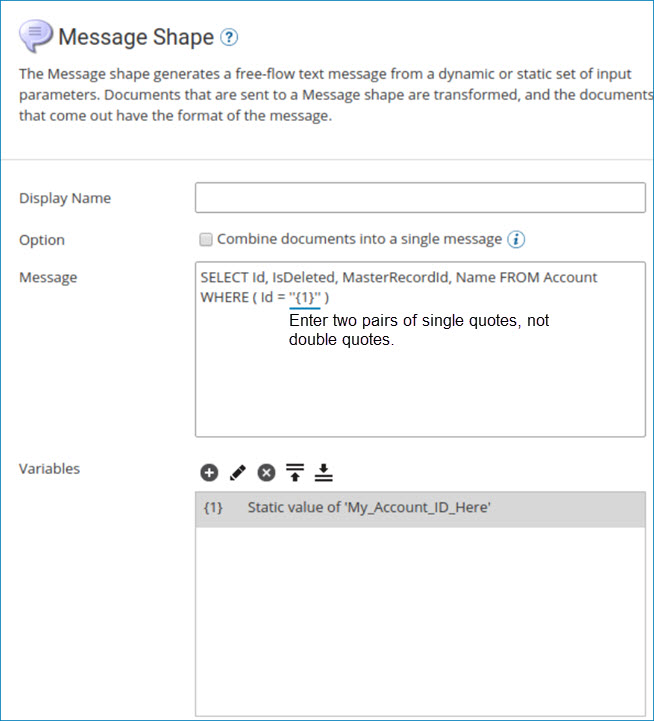 Message Shape ?
The Message shape generates a free-flow text message from a dynamic or static set of input
parameters. Documents that are sent to a Message shape are transformed, and the documents
that come out have the format of the message.
Display Name
Option Combine documents into a single message i
Message SELECT Id, IsDeleted, MasterRecordId, Name FROM Account
WHERE ( Id = ''{1}'' )
Enter two pairs of single quotes, not
double quotes.
Variables
{1} Static value of 'My_Account_ID_Here'